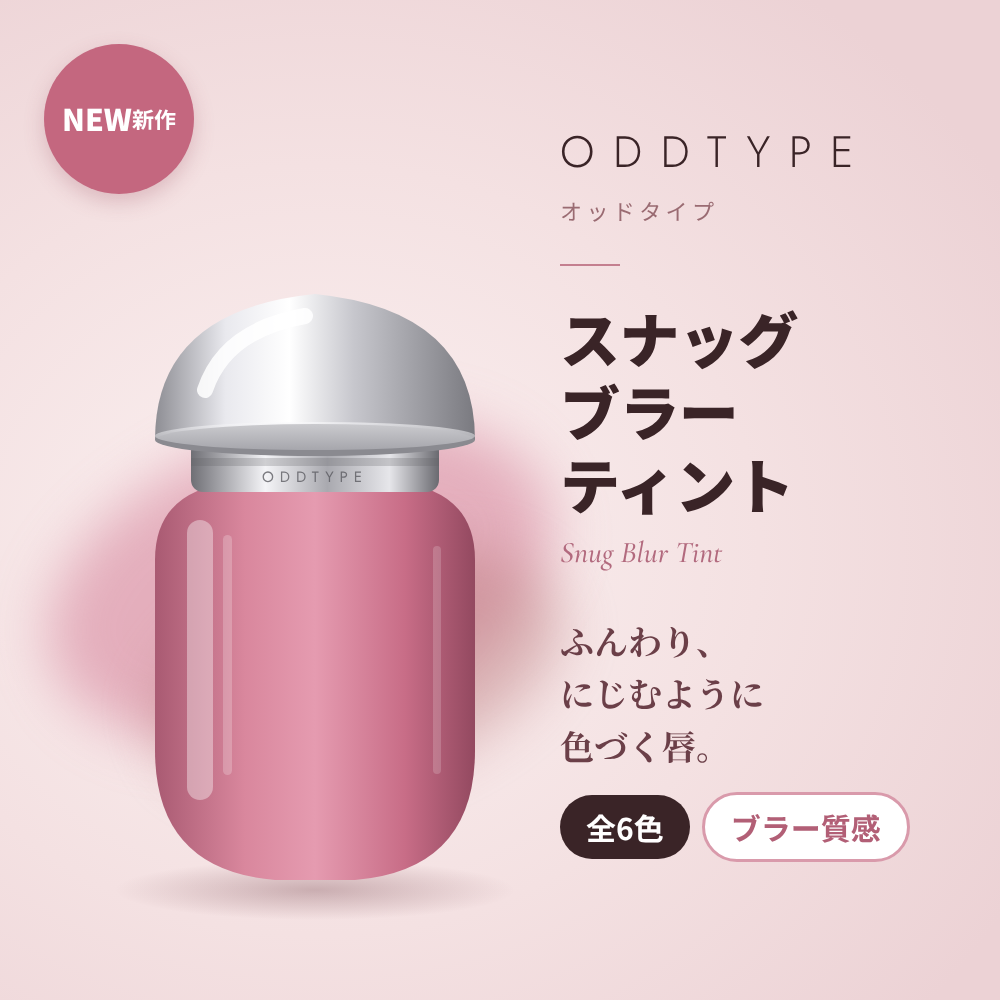 NEW新作
ODDTYPE
オッドタイプ
スナッグ
ブラー
ティント
Snug Blur Tint
ふんわり、
にじむように
色づく唇。
全6色
ブラー質感
ODDTYPE